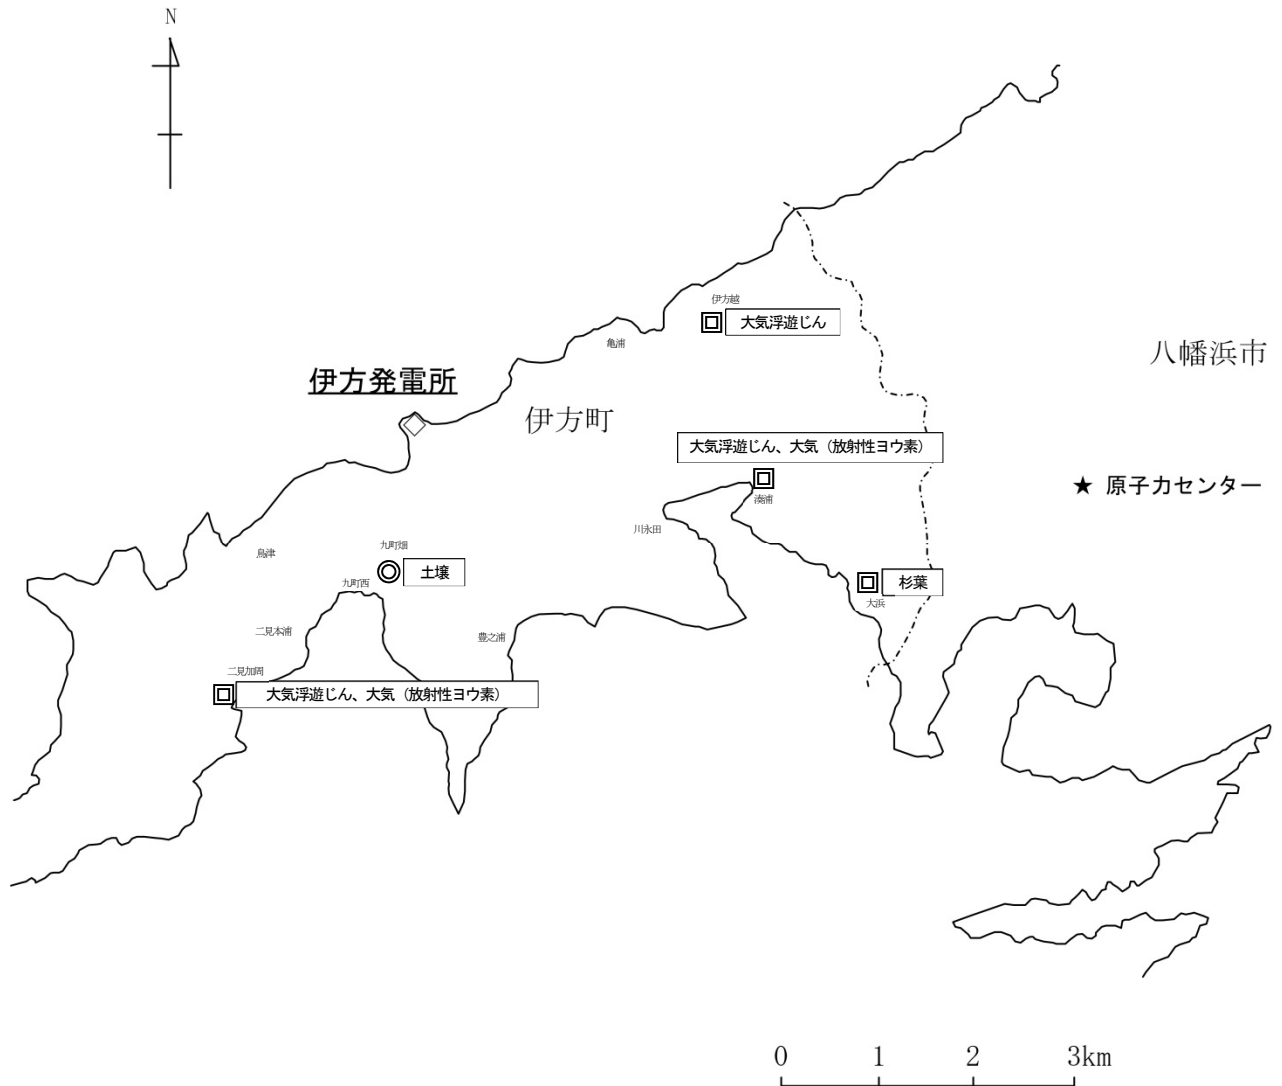 N
伊方越
大気浮遊じん
亀浦
八幡浜市
伊方発電所
伊方町
大気浮遊じん、大気（放射性ヨウ素）
湊浦
★ 原子力センター
川永田
鳥津
九町畑
土壌
九町西
杉葉
大浜
二見本浦
豊之浦
二見加周
大気浮遊じん、大気（放射性ヨウ素）
0 1 2 3km